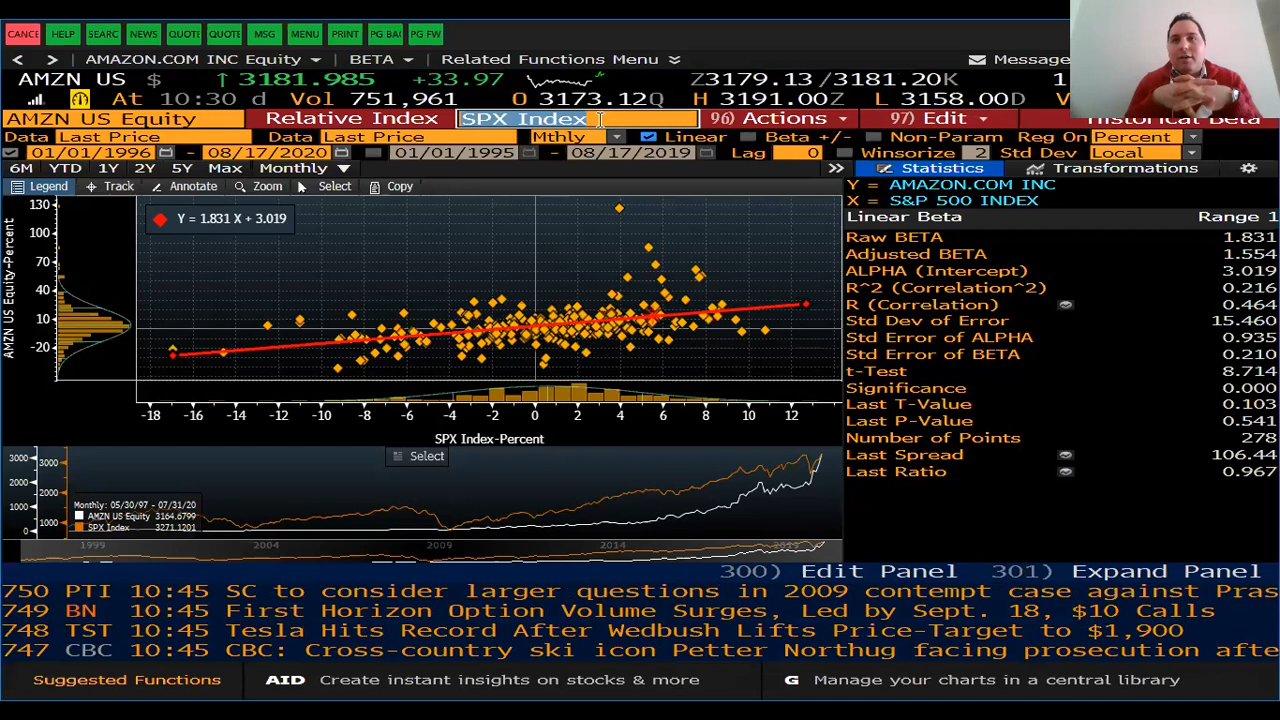 CANCE HELP SEARC NEWS QUOTE QUOTE MSG MENU PRINT PG BAC PG FW
< > AMAZON.COM INC Equity BETA Related Functions Menu Message
AMZN US $ ↑ 3181.985 +33.97 Z3179.13/3181.20K 1
At 10:30 d Vol 751,961 O 3173.12Q H 3191.00Z L 3158.00D
AMZN US Equity Relative Index SPX Index 96) Actions 97) Edit Historical Beta
Data Last Price Data Last Price Mthly Linear Beta +/- Non-Param Reg On Percent
01/01/1996 - 08/17/2020 01/01/1995 - 08/17/2019 Lag 0 Winsorize 2 Std Dev Local
6M YTD 1Y 2Y 5Y Max Monthly ▼ » Statistics Transformations
Legend Track Annotate Zoom Select Copy
Y = AMAZON.COM INC
X = S&P 500 INDEX
Linear Beta Range 1
Raw BETA 1.831
Adjusted BETA 1.554
ALPHA (Intercept) 3.019
R^2 (Correlation^2) 0.216
R (Correlation) 0.464
Std Dev of Error 15.460
Std Error of ALPHA 0.935
Std Error of BETA 0.210
t-Test 8.714
Significance 0.000
Last T-Value 0.103
Last P-Value 0.541
Number of Points 278
Last Spread 106.44
Last Ratio 0.967
Y = 1.831 X + 3.019
AMZN US Equity-Percent
130
100
70
40
10
-20
-18 -16 -14 -12 -10 -8 -6 -4 -2 0 2 4 6 8 10 12
SPX Index-Percent
Select
3000 3000
2000 2000
1000 1000
0
Monthly: 05/30/97 - 07/31/20
AMZN US Equity 3164.6799
SPX Index 3271.1201
1999 2004 2009 2014 2019
300) Edit Panel 301) Expand Panel
750 PTI 10:45 SC to consider larger questions in 2009 contempt case against Pras
749 BN 10:45 First Horizon Option Volume Surges, Led by Sept. 18, $10 Calls
748 TST 10:45 Tesla Hits Record After Wedbush Lifts Price-Target to $1,900
747 CBC 10:45 CBC: Cross-country ski icon Petter Northug facing prosecution afte
Suggested Functions AID Create instant insights on stocks & more G Manage your charts in a central library